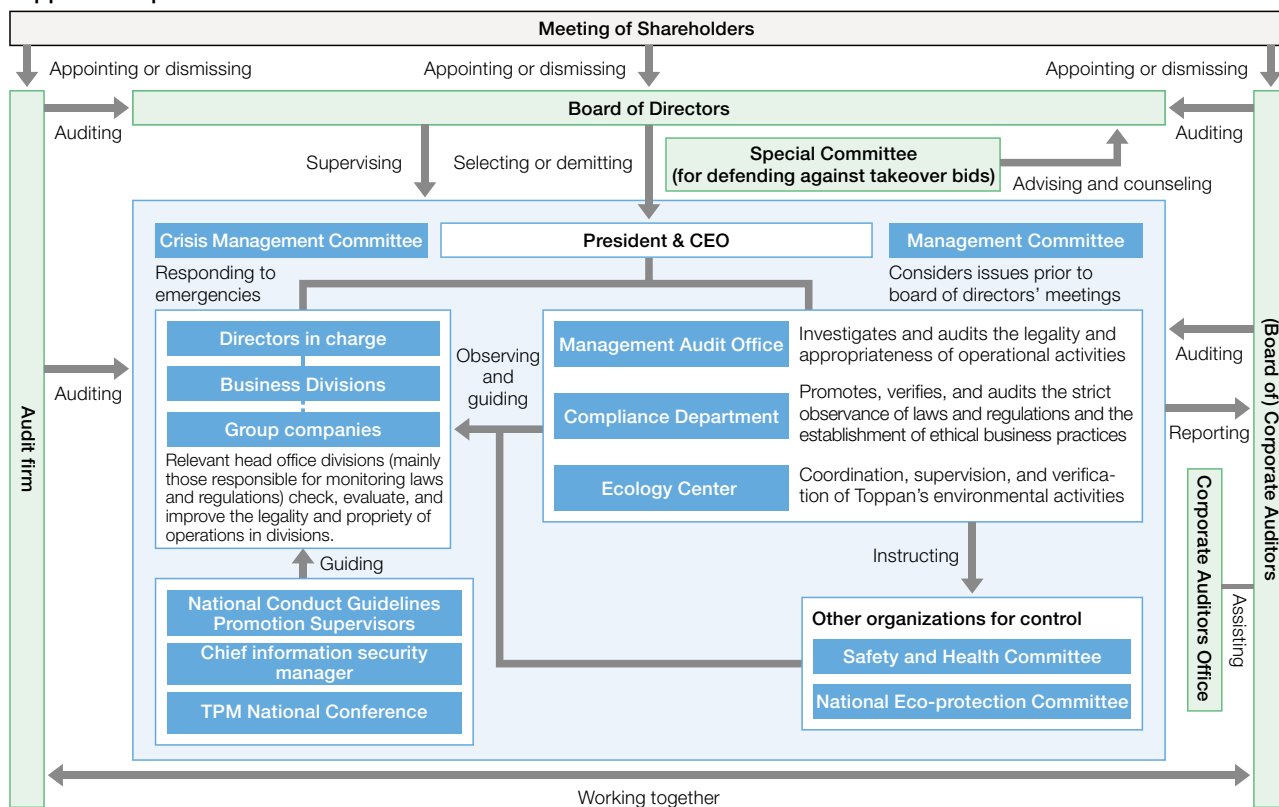 Meeting of Shareholders
Appointing or dismissing
Appointing or dismissing
Appointing or dismissing
Board of Directors
Auditing
Auditing
Supervising
Selecting or demitting
Special Committee
(for defending against takeover bids)
Advising and counseling
Crisis Management Committee
President & CEO
Management Committee
Responding to
emergencies
Considers issues prior to
board of directors’ meetings
Directors in charge
Business Divisions
Group companies
Relevant head office divisions (mainly
those responsible for monitoring laws
and regulations) check, evaluate, and
improve the legality and propriety of
operations in divisions.
Observing
and
guiding
Management Audit Office
Investigates and audits the legality and
appropriateness of operational activities
Compliance Department
Promotes, verifies, and audits the strict
observance of laws and regulations and the
establishment of ethical business practices
Ecology Center
Coordination, supervision, and verifica-
tion of Toppan’s environmental activities
Auditing
Auditing
Reporting
Audit firm
(Board of) Corporate Auditors
Corporate Auditors Office
Assisting
Guiding
Instructing
National Conduct Guidelines
Promotion Supervisors
Chief information security
manager
TPM National Conference
Other organizations for control
Safety and Health Committee
National Eco-protection Committee
Working together